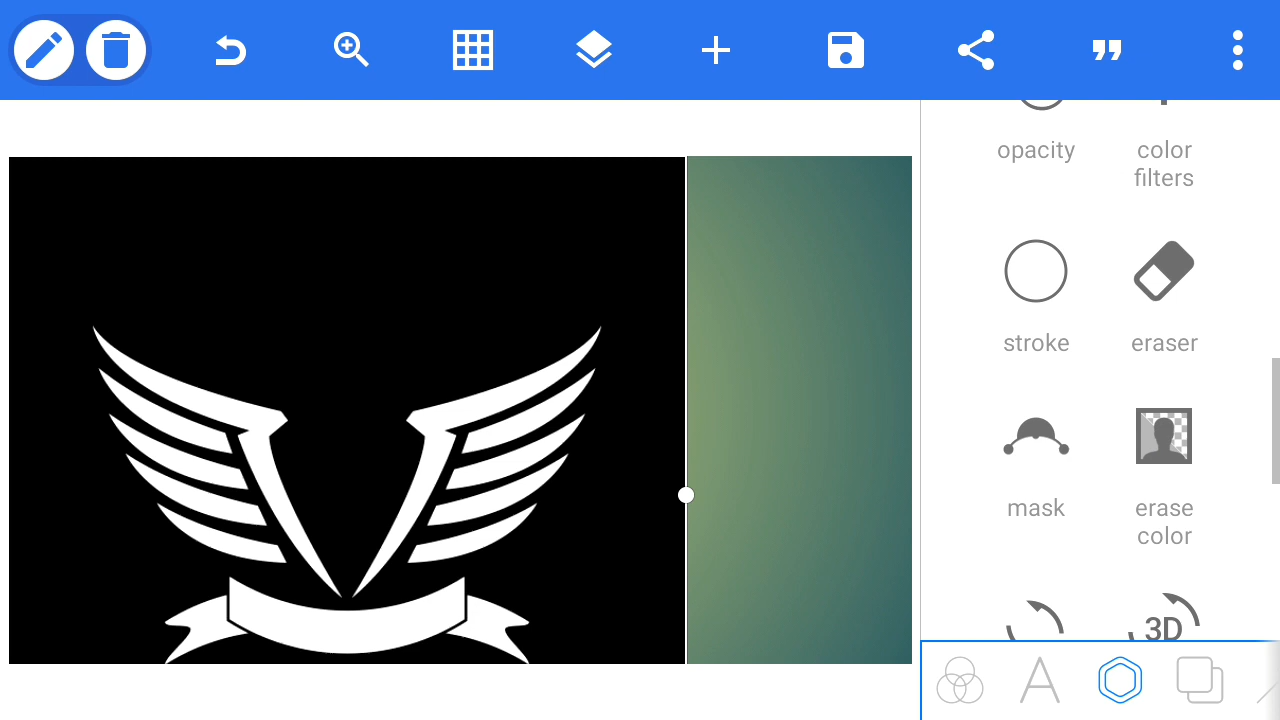 opacity
color
filters
stroke
eraser
mask
erase
color
3D